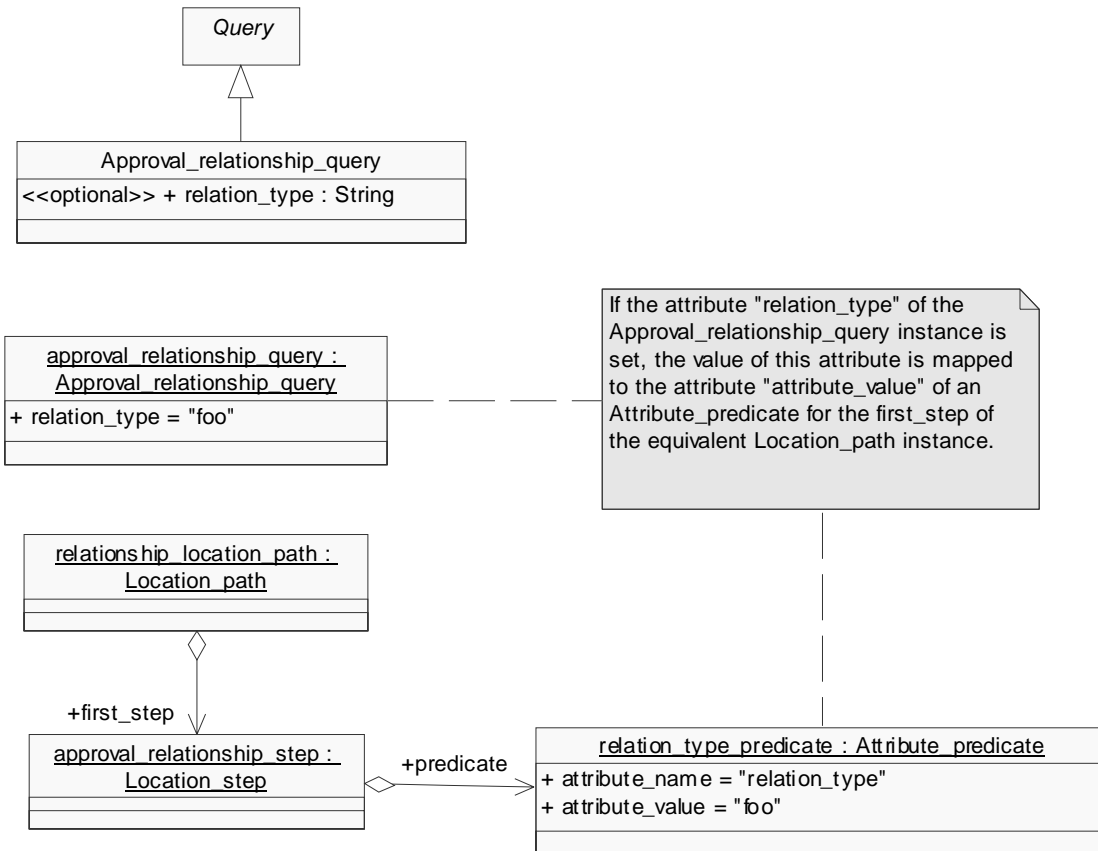 Query
Approval_relationship_query
<<optional>> + relation_type : String
If the attribute "relation_type" of the
Approval_relationship_query instance is
set, the value of this attribute is mapped
to the attribute "attribute_value" of an
Attribute_predicate for the first_step of
the equivalent Location_path instance.
approval_relationship_query :
Approval_relationship_query
+ relation_type = "foo"
relationship_location_path :
Location_path
+first_step
approval_relationship_step :
Location_step
+predicate
relation_type_predicate : Attribute_predicate
+ attribute_name = "relation_type"
+ attribute_value = "foo"